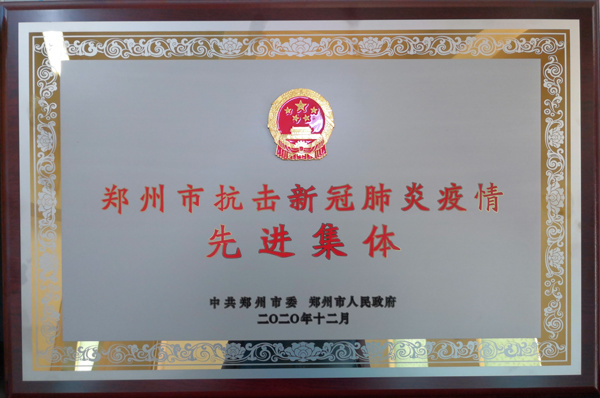 郑州市抗击新冠肺炎疫情
先进集体
中共郑州市委 郑州市人民政府
二〇二〇年十二月